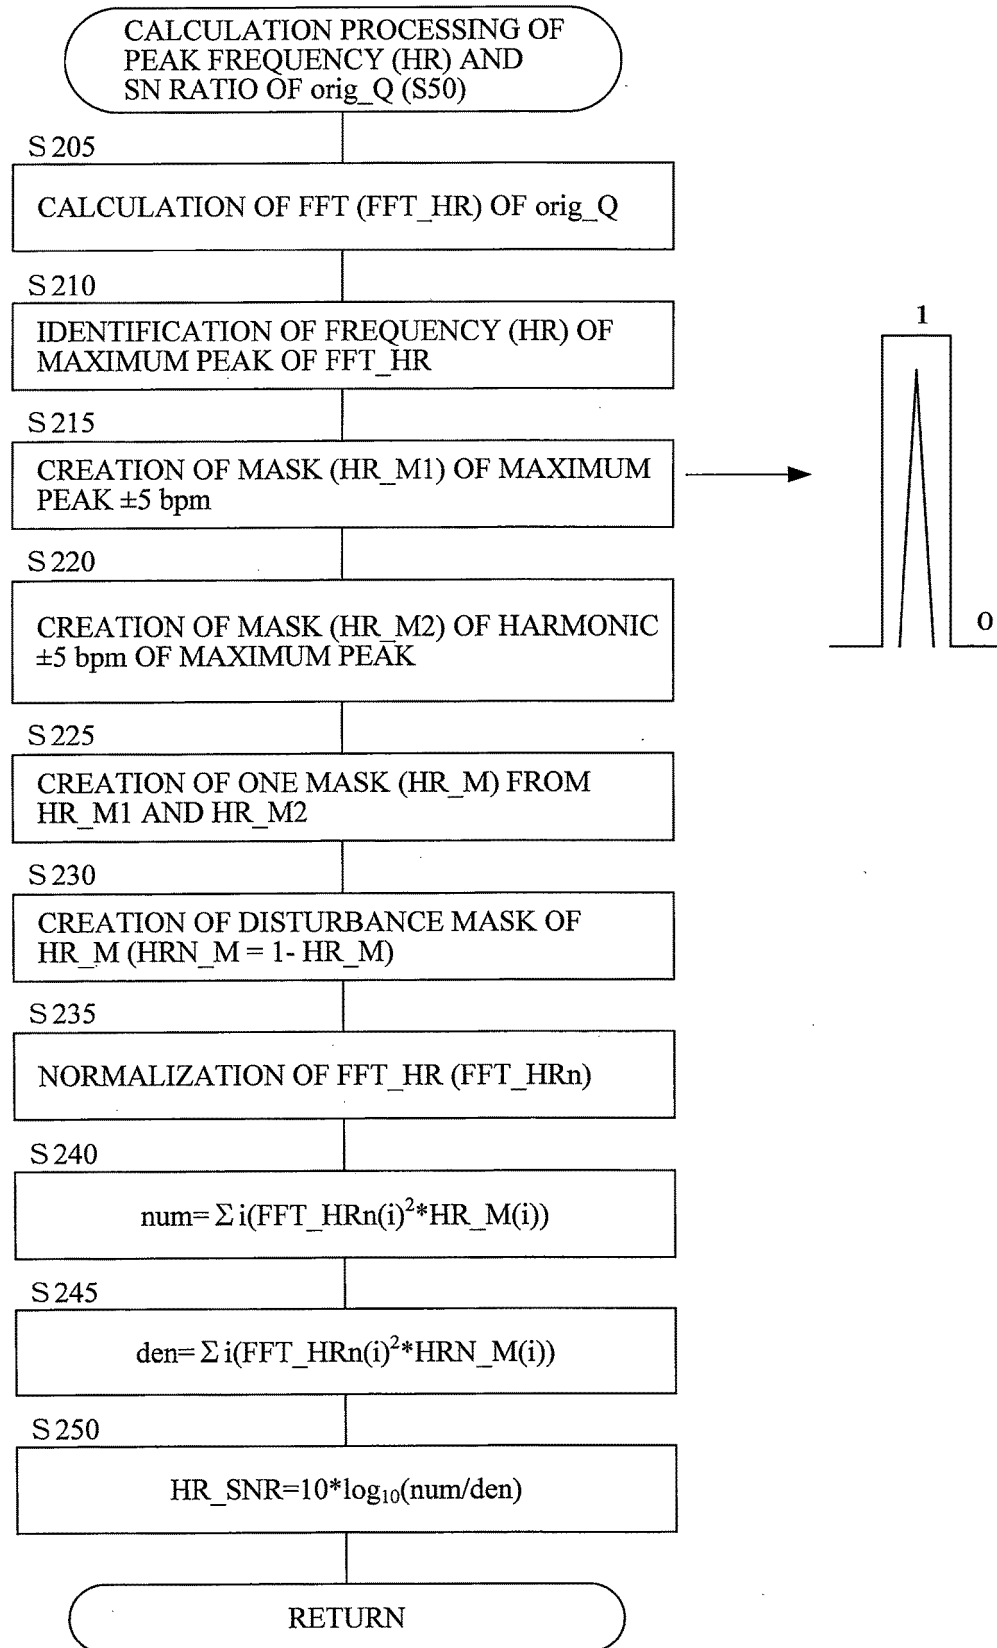 CALCULATION PROCESSING OF
PEAK FREQUENCY (HR) AND
SN RATIO OF orig_Q (S50)
S205
CALCULATION OF FFT (FFT_HR) OF orig_Q
S210
IDENTIFICATION OF FREQUENCY (HR) OF
MAXIMUM PEAK OF FFT_HR
1
S215
CREATION OF MASK (HR_M1) OF MAXIMUM
PEAK ±5 bpm
S220
CREATION OF MASK (HR_M2) OF HARMONIC
±5 bpm OF MAXIMUM PEAK
0
S225
CREATION OF ONE MASK (HR_M) FROM
HR_M1 AND HR_M2
S230
CREATION OF DISTURBANCE MASK OF
HR_M (HRN_M = 1- HR_M)
S235
NORMALIZATION OF FFT_HR (FFT_HRn)
S240
num=Σi(FFT_HRn(i)²*HR_M(i))
S245
den=Σi(FFT_HRn(i)²*HRN_M(i))
S250
HR_SNR=10*log₁₀(num/den)
RETURN